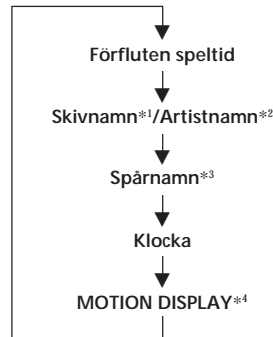 Förfluten speltid
Skivnamn*1/Artistnamn*2
Spårnamn*3
Klocka
MOTION DISPLAY*4